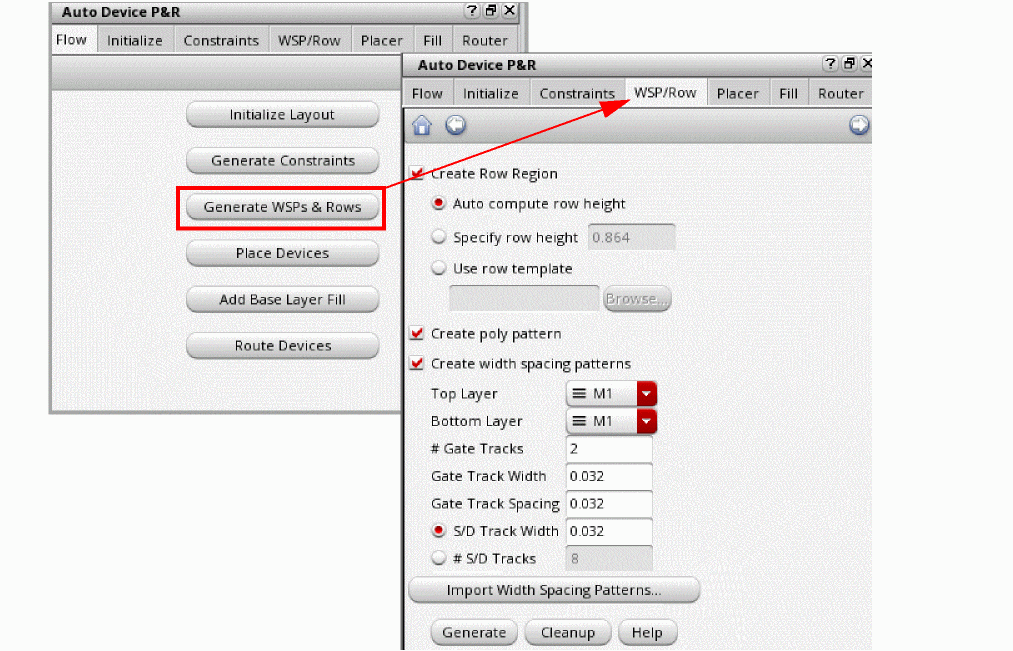 Auto Device P&R
Flow Initialize Constraints WSP/Row Placer Fill Router
Initialize Layout
Generate Constraints
Generate WSPs & Rows
Place Devices
Add Base Layer Fill
Route Devices
Auto Device P&R
Flow Initialize Constraints WSP/Row Placer Fill Router
Create Row Region
Auto compute row height
Specify row height 0.864
Use row template
Browse...
Create poly pattern
Create width spacing patterns
Top Layer M1
Bottom Layer M1
# Gate Tracks 2
Gate Track Width 0.032
Gate Track Spacing 0.032
S/D Track Width 0.032
# S/D Tracks 8
Import Width Spacing Patterns...
Generate Cleanup Help